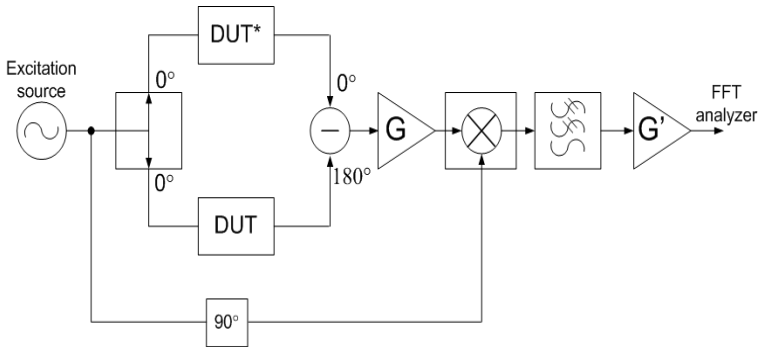 DUT*
Excitation
source
0°
0°
FFT
analyzer
−
G
G'
0°
180°
DUT
90°